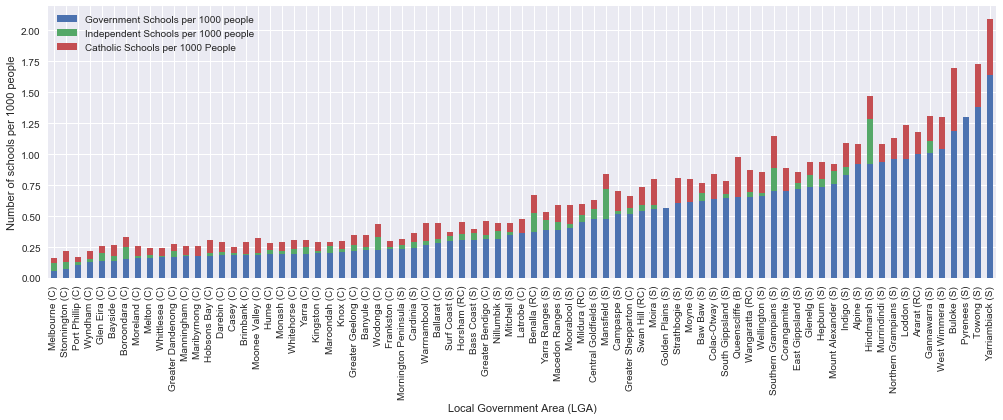 Government Schools per 1000 people
Independent Schools per 1000 people
Catholic Schools per 1000 People
Number of schools per 1000 people
2.00
1.75
1.50
1.25
1.00
0.75
0.50
0.25
0.00
Melbourne (C)
Stonnington (C)
Port Phillip (C)
Wyndham (C)
Glen Eira (C)
Bayside (C)
Boroondara (C)
Moreland (C)
Melton (C)
Whittlesea (C)
Greater Dandenong (C)
Manningham (C)
Maribyrnong (C)
Hobsons Bay (C)
Darebin (C)
Casey (C)
Brimbank (C)
Moonee Valley (C)
Hume (C)
Monash (C)
Whitehorse (C)
Yarra (C)
Kingston (C)
Maroondah (C)
Knox (C)
Greater Geelong (C)
Banyule (C)
Wodonga (C)
Frankston (C)
Mornington Peninsula (S)
Cardinia (S)
Warrnambool (C)
Ballarat (C)
Surf Coast (S)
Horsham (RC)
Bass Coast (S)
Greater Bendigo (C)
Nillumbik (S)
Mitchell (S)
Latrobe (C)
Benalla (RC)
Yarra Ranges (S)
Macedon Ranges (S)
Moorabool (S)
Mildura (RC)
Central Goldfields (S)
Mansfield (S)
Campaspe (S)
Greater Shepparton (C)
Swan Hill (RC)
Moira (S)
Golden Plains (S)
Strathbogie (S)
Moyne (S)
Baw Baw (S)
Colac-Otway (S)
South Gippsland (S)
Queenscliffe (B)
Wangaratta (RC)
Wellington (S)
Southern Grampians (S)
Corangamite (S)
East Gippsland (S)
Glenelg (S)
Hepburn (S)
Mount Alexander (S)
Indigo (S)
Alpine (S)
Hindmarsh (S)
Murrindindi (S)
Northern Grampians (S)
Loddon (S)
Ararat (RC)
Gannawarra (S)
West Wimmera (S)
Buloke (S)
Pyrenees (S)
Towong (S)
Yarriambiack (S)
Local Government Area (LGA)